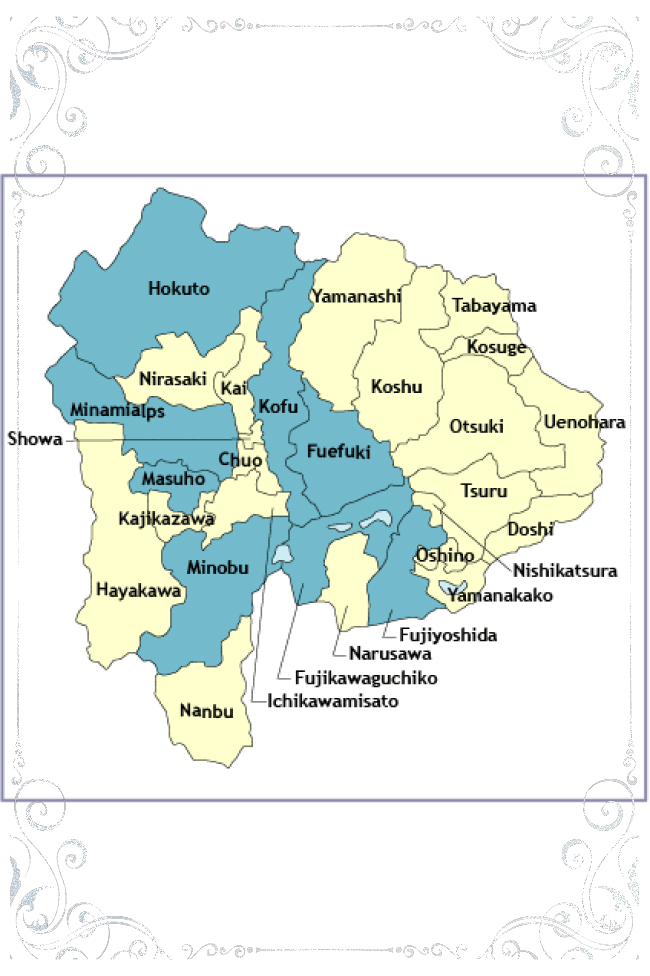 Hokuto
Yamanashi
Tabayama
Kosuge
Nirasaki
Kai
Koshu
Minamialps
Kofu
Otsuki
Uenohara
Showa
Chuo
Fuefuki
Masuho
Tsuru
Kajikazawa
Doshi
Oshino
Minobu
Nishikatsura
Hayakawa
Yamanakako
Fujiyoshida
Narusawa
Fujikawaguchiko
Ichikawamisato
Nanbu